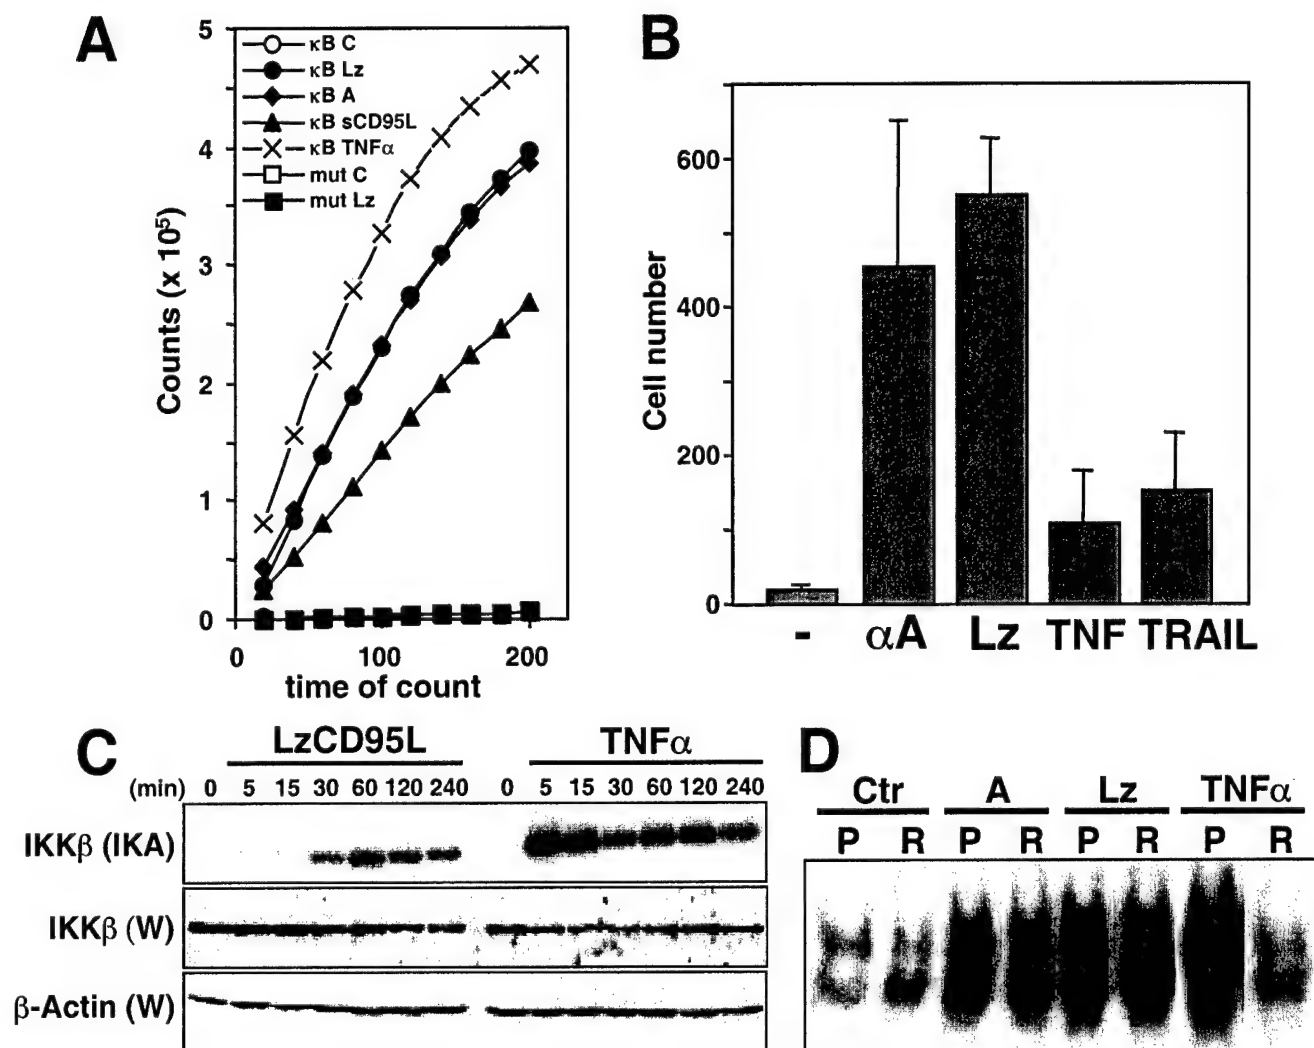 A
B
5
4
3
2
1
0
Counts (x 10⁵)
κB C
κB Lz
κB A
κB sCD95L
κB TNFα
mut C
mut Lz
0 100 200
time of count
Cell number
600
400
200
0
- αA Lz TNF TRAIL
C
LzCD95L TNFα
(min) 0 5 15 30 60 120 240 0 5 15 30 60 120 240
IKKβ (IKA)
IKKβ (W)
β-Actin (W)
D
Ctr A Lz TNFα
P R P R P R P R